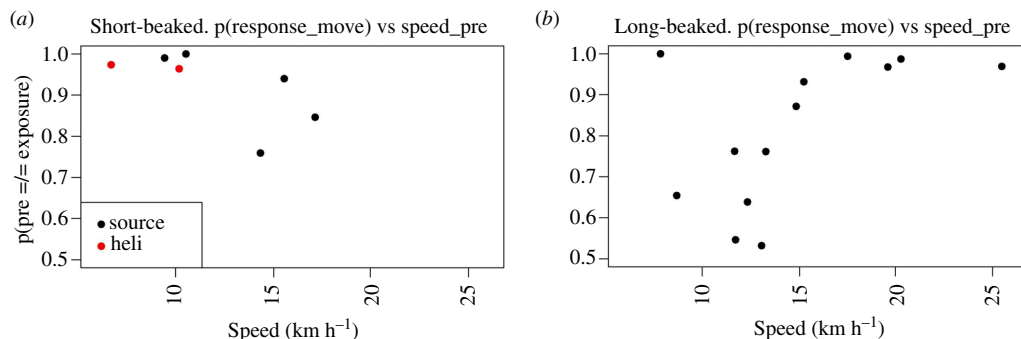 (a)
Short-beaked. p(response_move) vs speed_pre
p(pre =/= exposure)
1.0
0.9
0.8
0.7
0.6
0.5
source
heli
10
15
20
25
Speed (km h⁻¹)
(b)
Long-beaked. p(response_move) vs speed_pre
1.0
0.9
0.8
0.7
0.6
0.5
10
15
20
25
Speed (km h⁻¹)